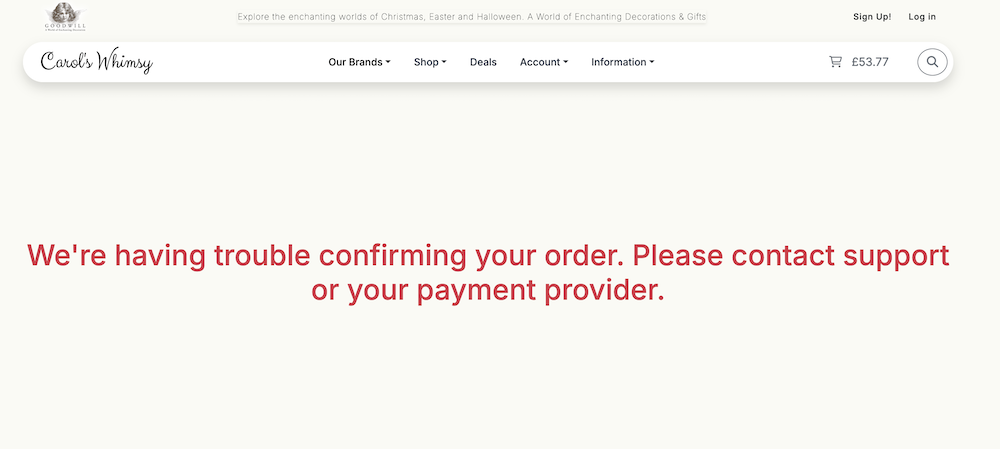 GOODWILL
Explore the enchanting worlds of Christmas, Easter and Halloween. A World of Enchanting Decorations & Gifts
Sign Up!
Log in
Carol's Whimsy
Our Brands
Shop
Deals
Account
Information
£53.77
We're having trouble confirming your order. Please contact support
or your payment provider.